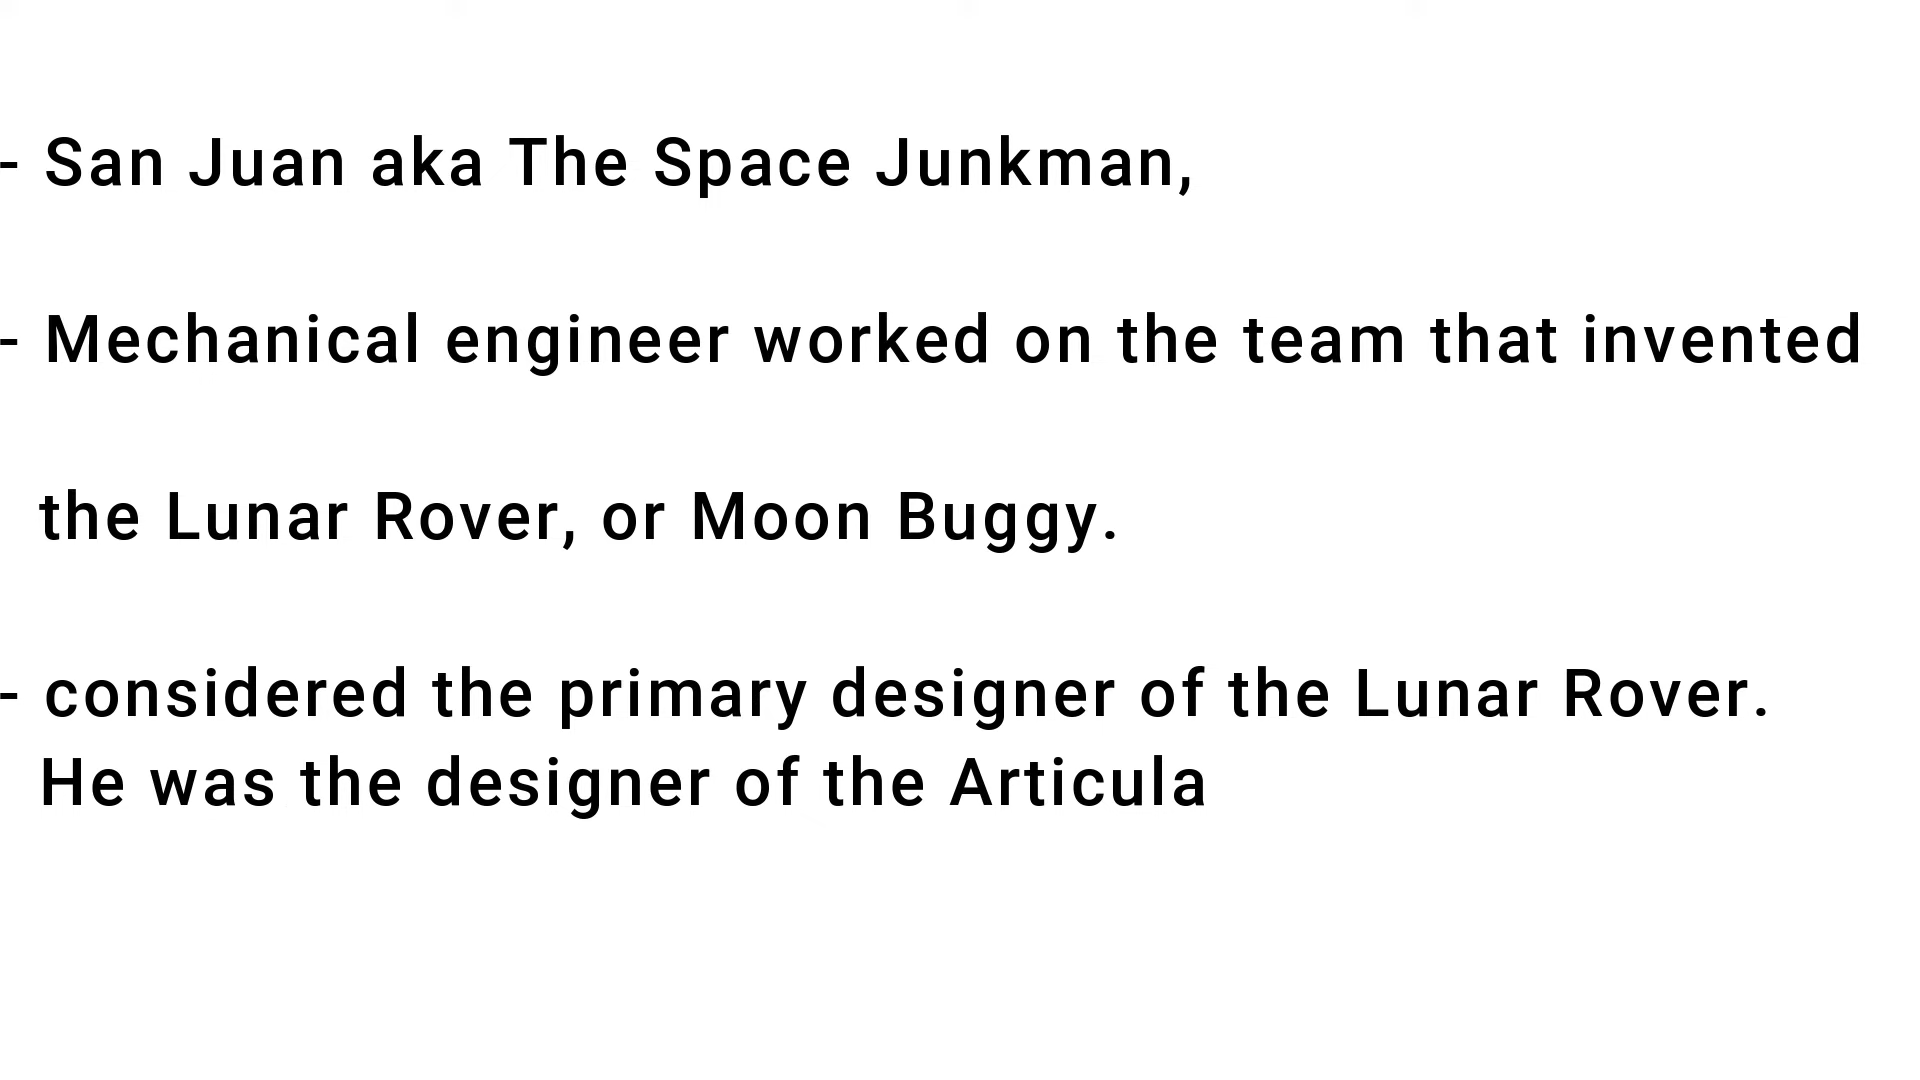 - San Juan aka The Space Junkman,
- Mechanical engineer worked on the team that invented
the Lunar Rover, or Moon Buggy.
- considered the primary designer of the Lunar Rover.
He was the designer of the Articula